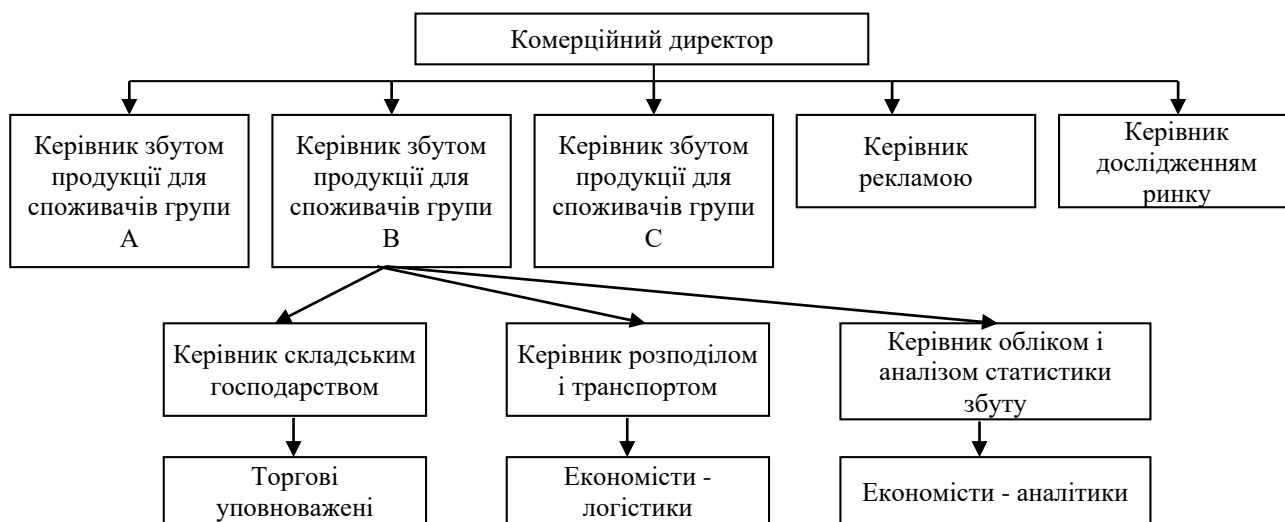 Комерційний директор
Керівник збутом
продукції для
споживачів групи
А
Керівник збутом
продукції для
споживачів групи
В
Керівник збутом
продукції для
споживачів групи
С
Керівник
рекламою
Керівник
дослідженням
ринку
Керівник складським
господарством
Керівник розподілом
і транспортом
Керівник обліком і
аналізом статистики
збуту
Торгові
уповноважені
Економісти -
логістики
Економісти - аналітики